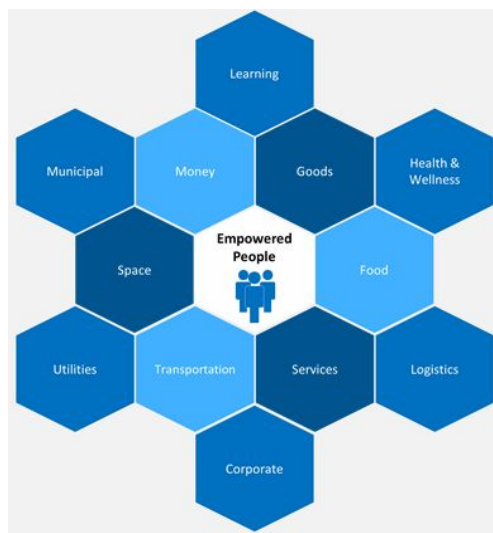 Learning
Municipal
Money
Goods
Health &
Wellness
Space
Empowered
People
Food
Utilities
Transportation
Services
Logistics
Corporate